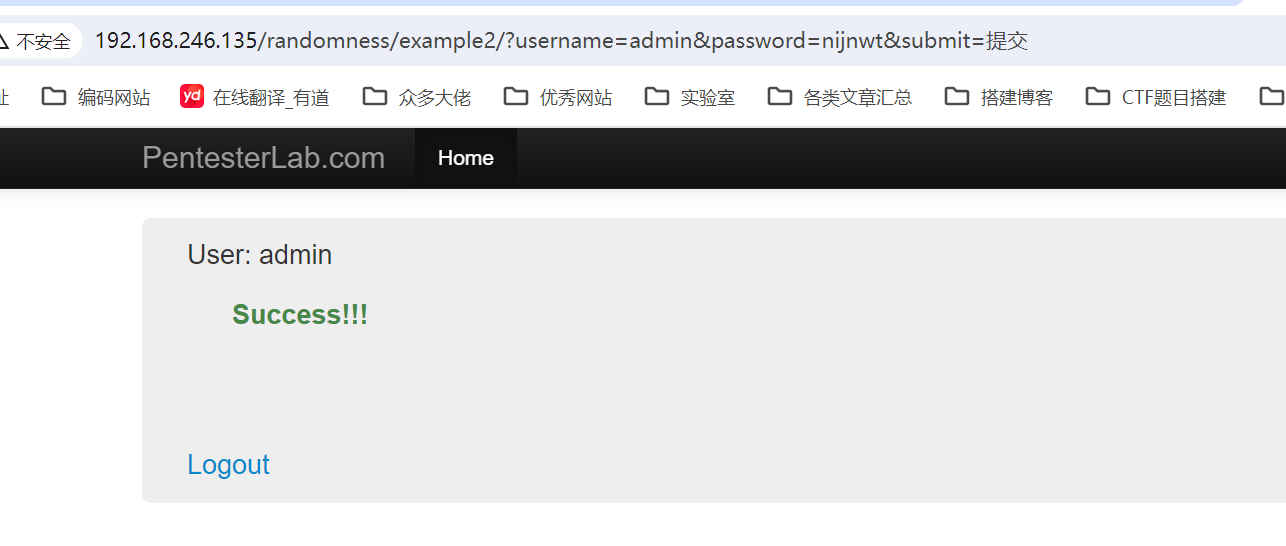 不安全 192.168.246.135/randomness/example2/?username=admin&password=nijnwt&submit=提交
编码网站 yd 在线翻译_有道 众多大佬 优秀网站 实验室 各类文章汇总 搭建博客 CTF题目搭建
PentesterLab.com Home
User: admin
Success!!!
Logout